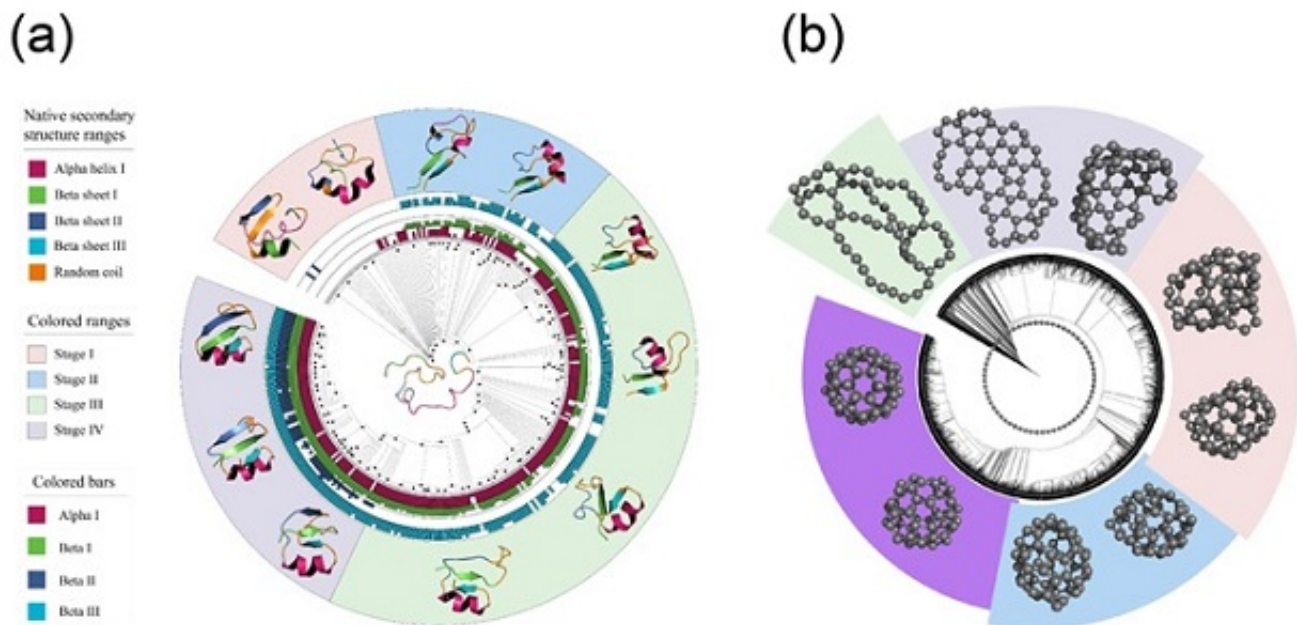 (a)
(b)
Native secondary
structure ranges
Alpha helix I
Beta sheet I
Beta sheet II
Beta sheet III
Random coil
Colored ranges
Stage I
Stage II
Stage III
Stage IV
Colored bars
Alpha I
Beta I
Beta II
Beta III